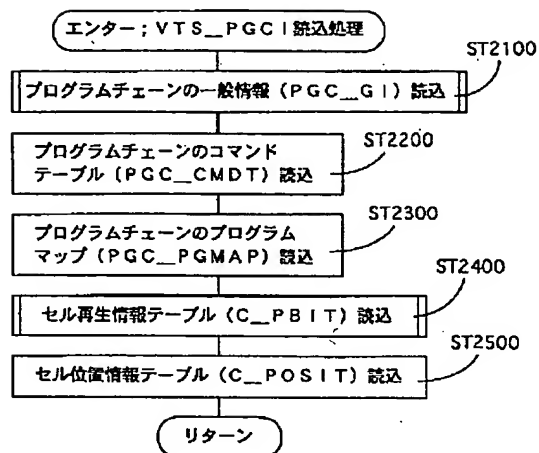 エンター；ＶＴＳ＿ＰＧＣＩ読込処理
ST2100
プログラムチェーンの一般情報（ＰＧＣ＿ＧＩ）読込
ST2200
プログラムチェーンのコマンド
テーブル（ＰＧＣ＿ＣＭＤＴ）読込
ST2300
プログラムチェーンのプログラム
マップ（ＰＧＣ＿ＰＧＭＡＰ）読込
ST2400
セル再生情報テーブル（Ｃ＿ＰＢＩＴ）読込
ST2500
セル位置情報テーブル（Ｃ＿ＰＯＳＩＴ）読込
リターン